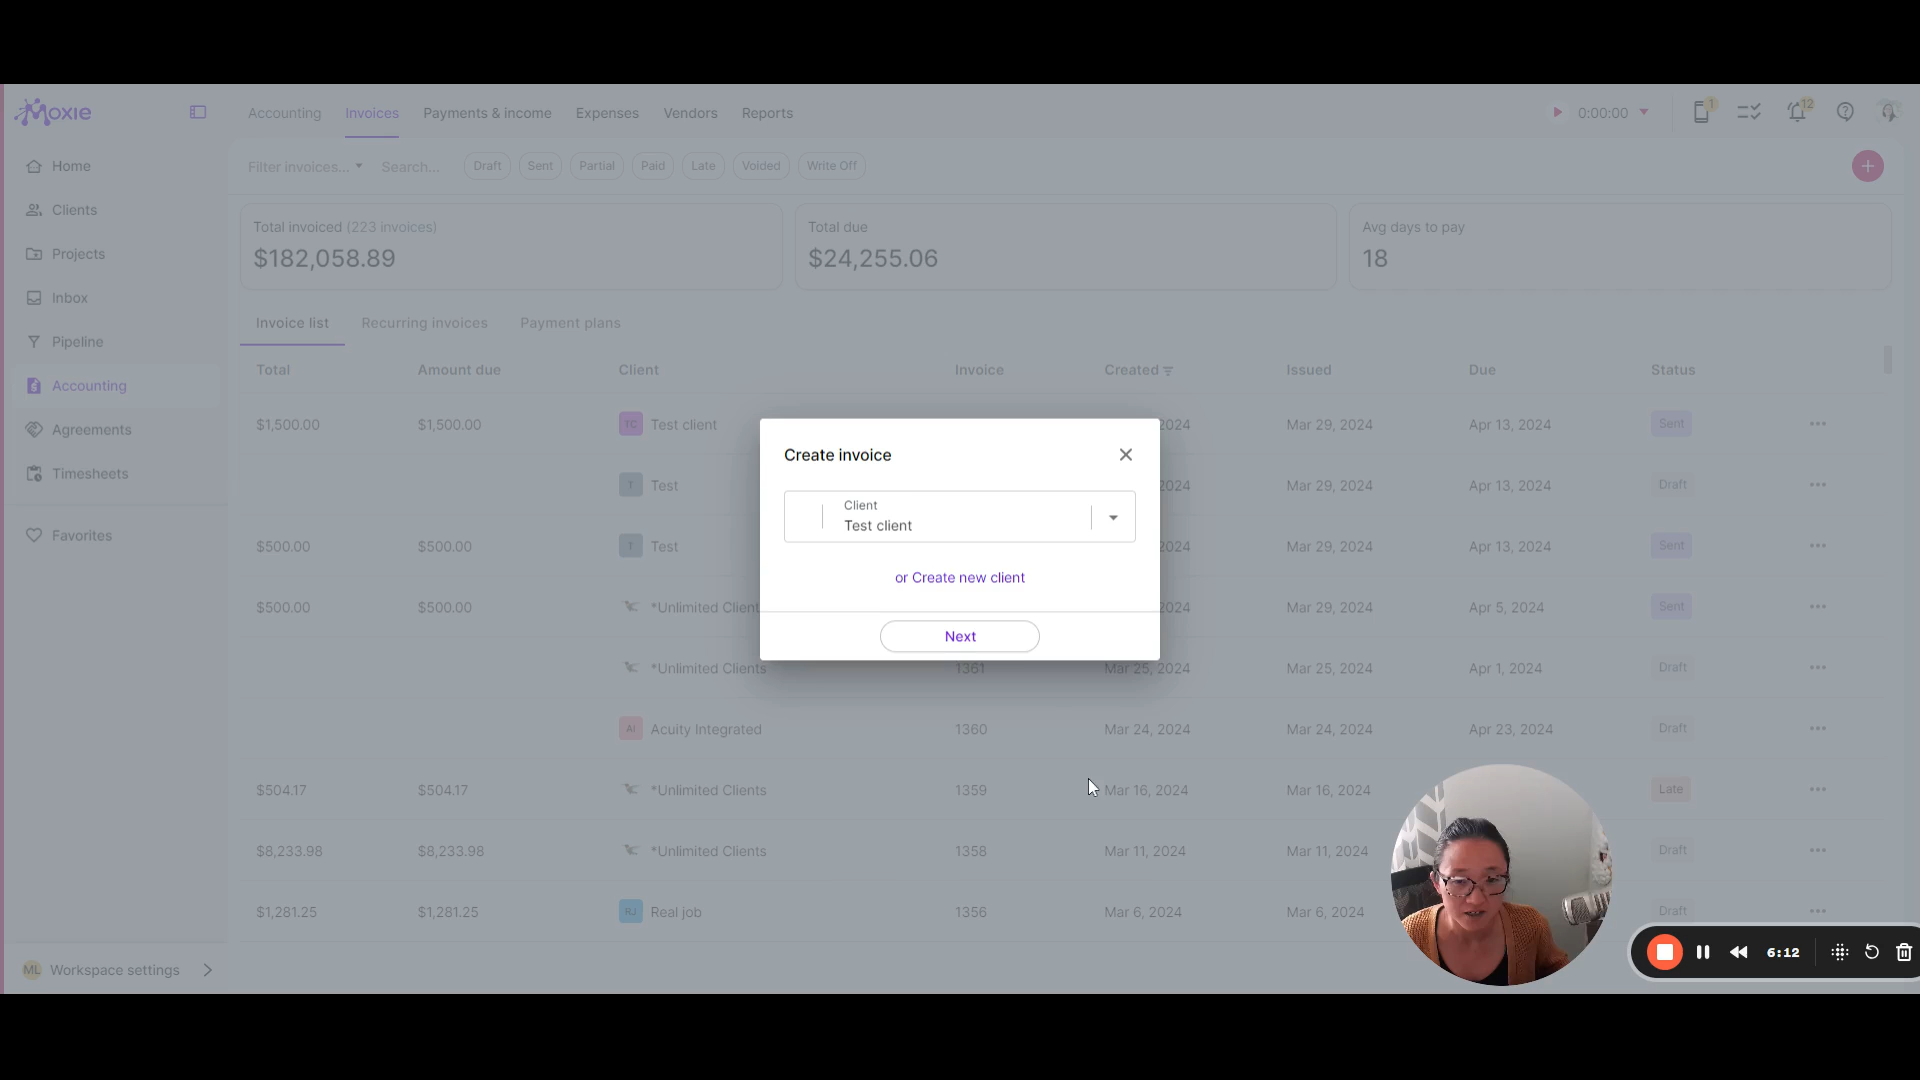 Moxie
Accounting Invoices Payments & income Expenses Vendors Reports 0:00:00 1 12
Home
Filter invoices... Search... Draft Sent Partial Paid Late Voided Write Off
Clients
Total invoiced (223 invoices) Total due Avg days to pay
Projects
$182,058.89 $24,255.06 18
Inbox
Invoice list Recurring invoices Payment plans
Pipeline
Total Amount due Client Invoice Created Issued Due Status
Accounting
$1,500.00 $1,500.00 TC Test client 2024 Mar 29, 2024 Apr 13, 2024 Sent
Agreements
Create invoice
Timesheets
T Test 2024 Mar 29, 2024 Apr 13, 2024 Draft
Client
Test client
Favorites
$500.00 $500.00 T Test 2024 Mar 29, 2024 Apr 13, 2024 Sent
or Create new client
$500.00 $500.00 *Unlimited Client 2024 Mar 29, 2024 Apr 5, 2024 Sent
Next
*Unlimited Clients 1361 Mar 25, 2024 Mar 25, 2024 Apr 1, 2024 Draft
AI Acuity Integrated 1360 Mar 24, 2024 Mar 24, 2024 Apr 23, 2024 Draft
$504.17 $504.17 *Unlimited Clients 1359 Mar 16, 2024 Mar 16, 2024 Late
$8,233.98 $8,233.98 *Unlimited Clients 1358 Mar 11, 2024 Mar 11, 2024 Draft
$1,281.25 $1,281.25 RJ Real job 1356 Mar 6, 2024 Mar 6, 2024 Draft
ML Workspace settings
6:12